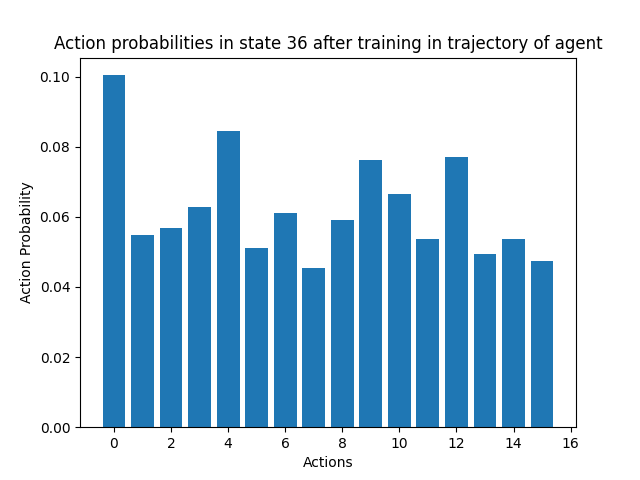 Action probabilities in state 36 after training in trajectory of agent
0.10
0.08
0.06
0.04
0.02
0.00
Action Probability
0 2 4 6 8 10 12 14 16
Actions